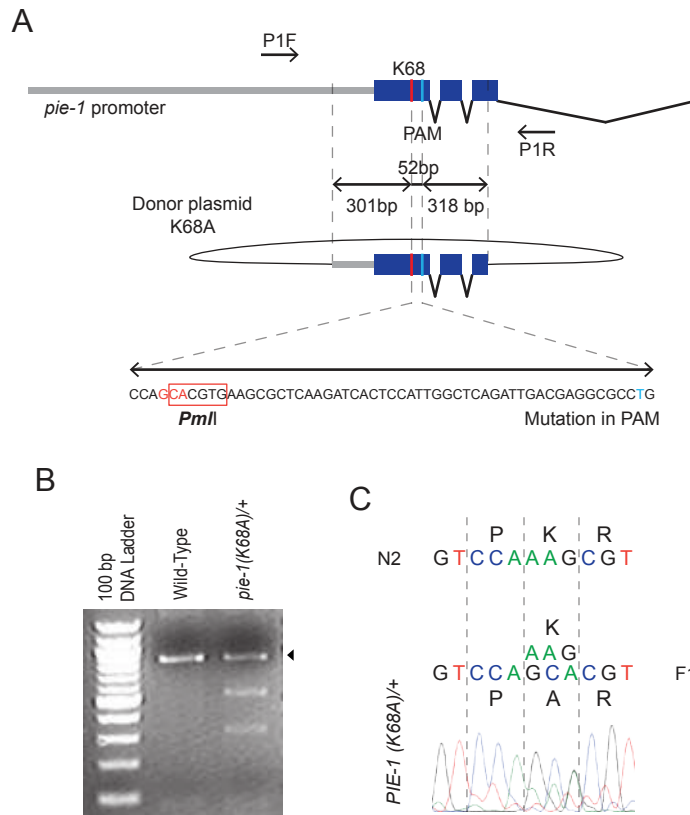 A
P1F
K68
pie-1 promoter
PAM
P1R
52bp
301bp
318 bp
Donor plasmid
K68A
CCAGCACGTGAAGCGCTCAAGATCACTCCATTGGCTCAGATTGACGAGGCGCCTG
PmlI
Mutation in PAM
B
100 bp
DNA Ladder
Wild-Type
pie-1(K68A)/+
C
P K R
N2
GTCCAAAGCGT
K
AAG
GTCCAGCACGT
F1
P A R
PIE-1 (K68A)/+